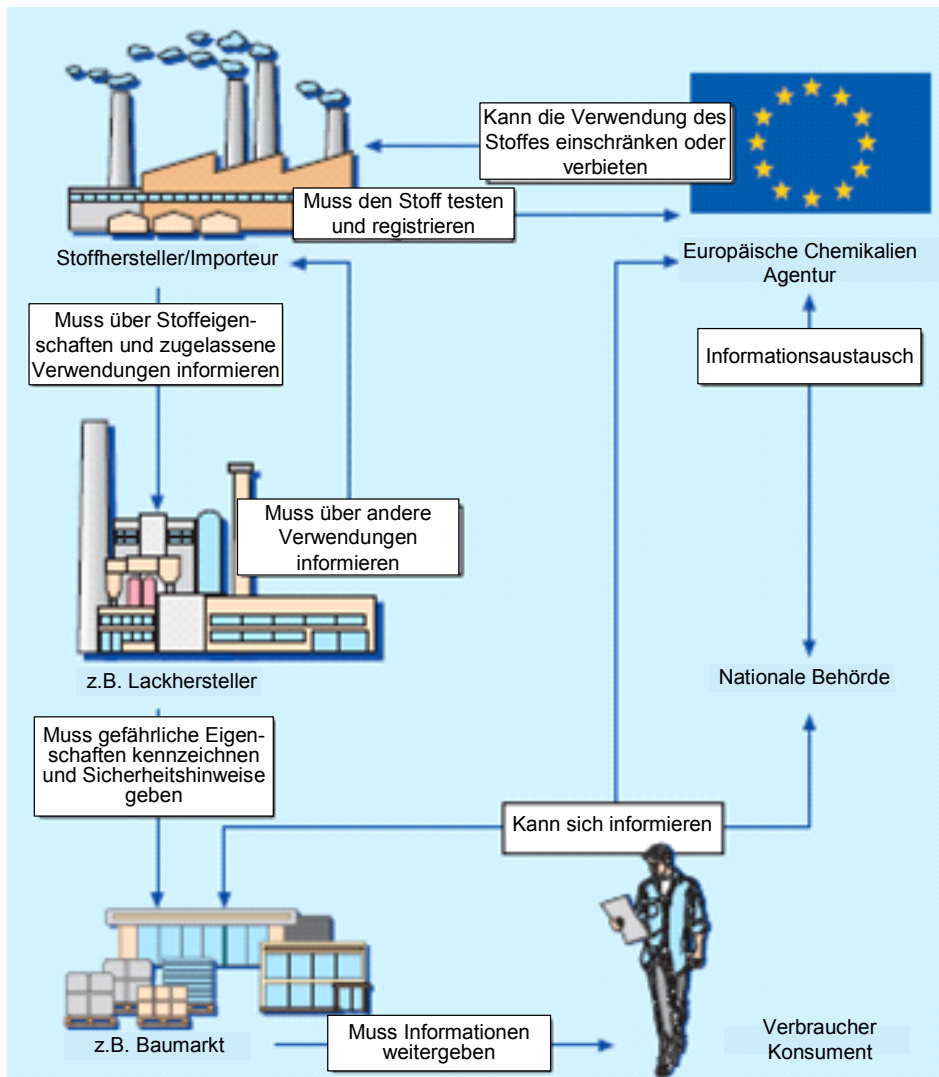 Kann die Verwendung des
Stoffes einschränken oder
verbieten
Muss den Stoff testen
und registrieren
Stoffhersteller/Importeur
Europäische Chemikalien
Agentur
Muss über Stoffeigen-
schaften und zugelassene
Verwendungen informieren
Informationsaustausch
Muss über andere
Verwendungen
informieren
z.B. Lackhersteller
Nationale Behörde
Muss gefährliche Eigen-
schaften kennzeichnen
und Sicherheitshinweise
geben
Kann sich informieren
z.B. Baumarkt
Muss Informationen
weitergeben
Verbraucher
Konsument